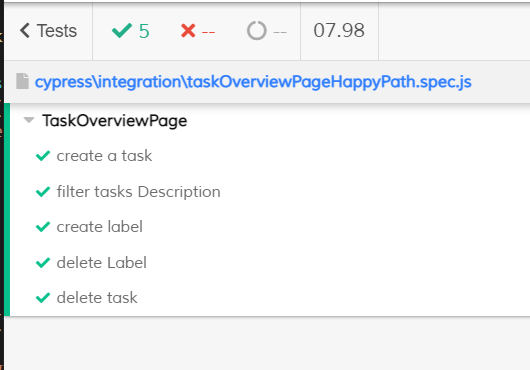 Tests 5 -- -- 07.98
cypress\integration\taskOverviewPageHappyPath.spec.js
TaskOverviewPage
create a task
filter tasks Description
create label
delete Label
delete task